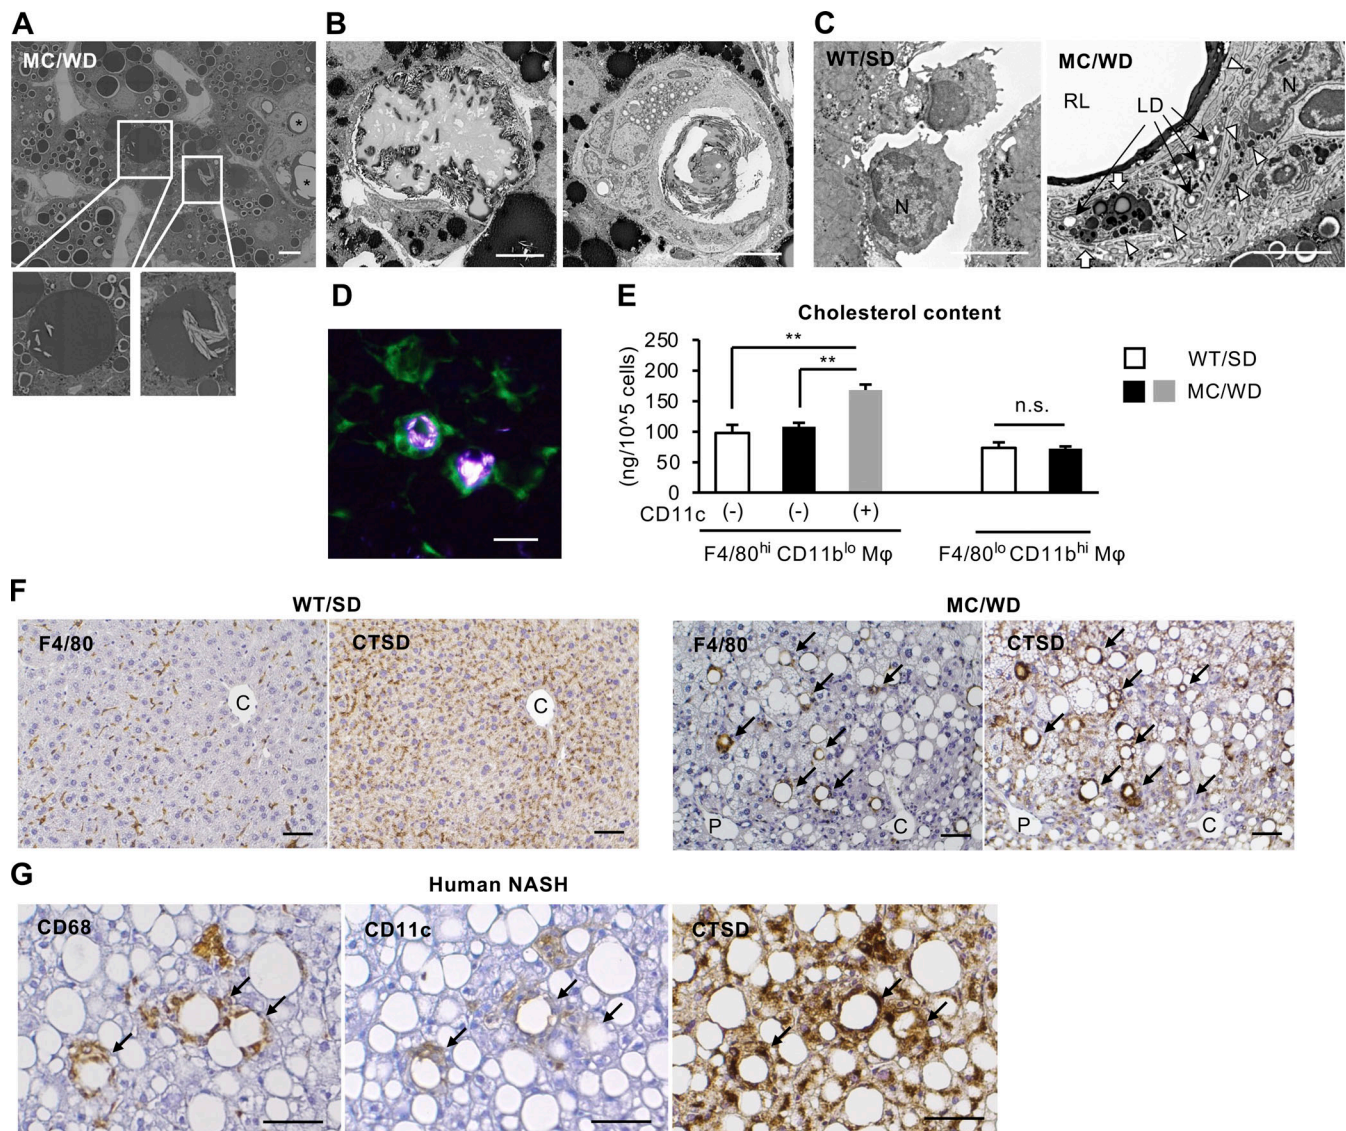 A
MC/WD
*
*
B
C
WT/SD
N
MC/WD
RL
LD
N
D
E
Cholesterol content
(ng/10^5 cells)
250
200
150
100
50
0
**
**
n.s.
WT/SD
MC/WD
CD11c (-) (-) (+)
F4/80hi CD11blo Mφ
F4/80lo CD11bhi Mφ
F
WT/SD
MC/WD
F4/80
C
CTSD
C
F4/80
P
C
CTSD
P
C
G
Human NASH
CD68
CD11c
CTSD